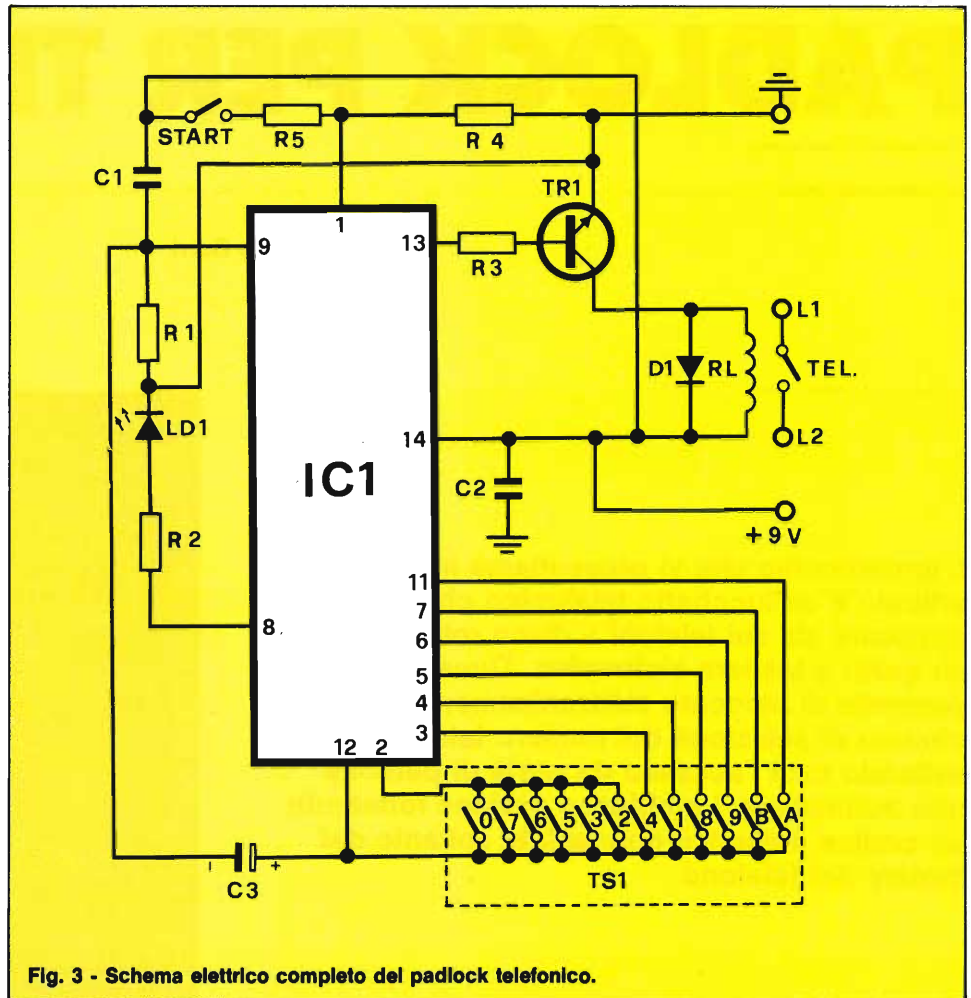 START
R5
R 4
−
C1
TR1
1
13
9
R3
R 1
L1
D1
RL
TEL.
LD1
14
L2
IC1
C2
+ 9 V
R 2
11
7
6
8
5
4
3
12
2
0 7 6 5 3 2 4 1 8 9 B A
- +
C3
TS1
Fig. 3 - Schema elettrico completo del padlock telefonico.